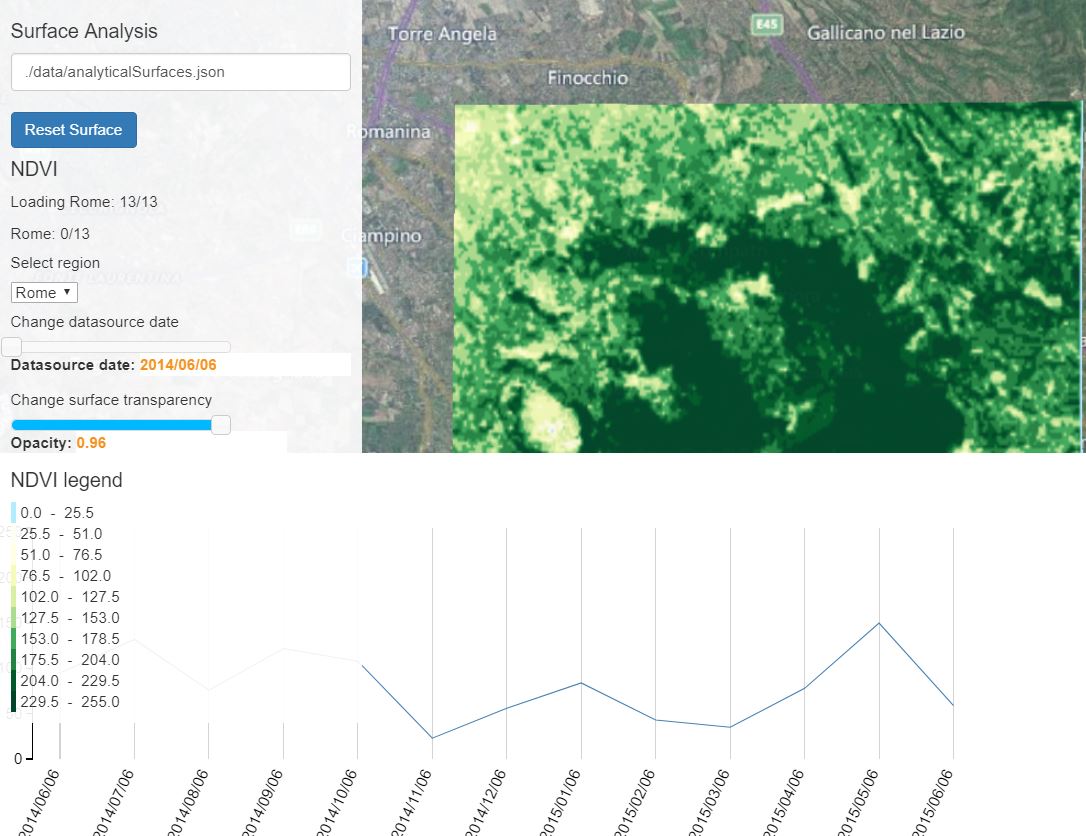 Surface Analysis
./data/analyticalSurfaces.json
Reset Surface
NDVI
Loading Rome: 13/13
Rome: 0/13
Select region
Rome
Change datasource date
Datasource date: 2014/06/06
Change surface transparency
Opacity: 0.96
Torre Angela
E45
Gallicano nel Lazio
Finocchio
Romanina
Ciampino
NDVI legend
0.0 - 25.5
25.5 - 51.0
51.0 - 76.5
76.5 - 102.0
102.0 - 127.5
127.5 - 153.0
153.0 - 178.5
175.5 - 204.0
204.0 - 229.5
229.5 - 255.0
0
2014/06/06
2014/07/06
2014/08/06
2014/09/06
2014/10/06
2014/11/06
2014/12/06
2015/01/06
2015/02/06
2015/03/06
2015/04/06
2015/05/06
2015/06/06